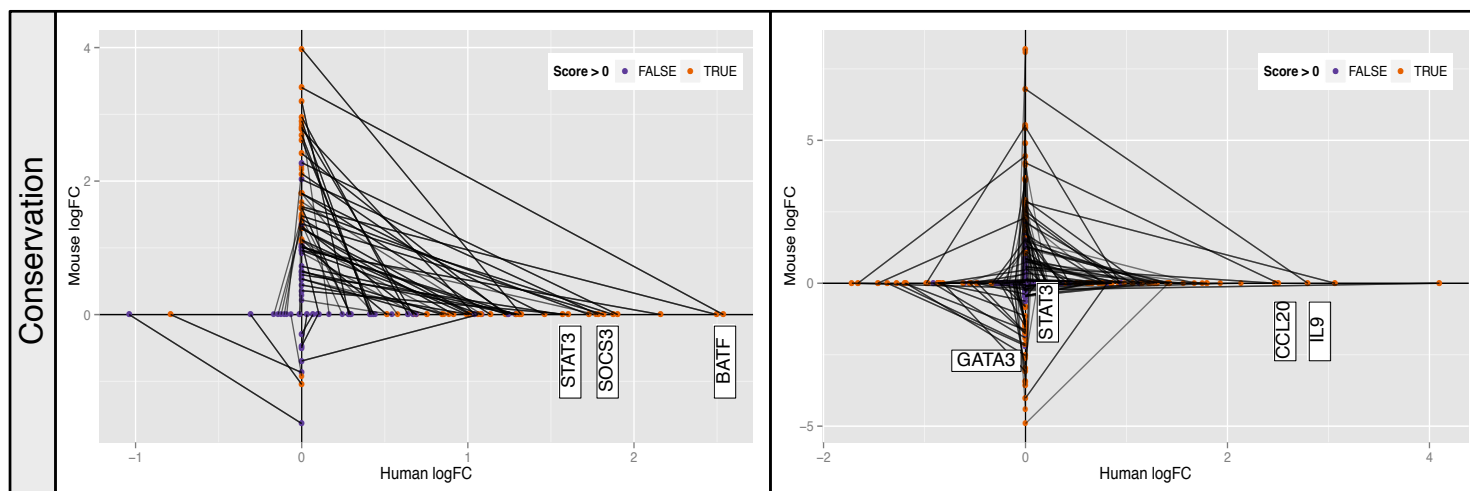 Conservation
Score > 0 FALSE TRUE
4
2
0
−1
0
1
2
Mouse logFC
Human logFC
STAT3
SOCS3
BATF
Score > 0 FALSE TRUE
5
0
−5
−2
0
2
4
Mouse logFC
Human logFC
GATA3
STAT3
CCL20
IL9